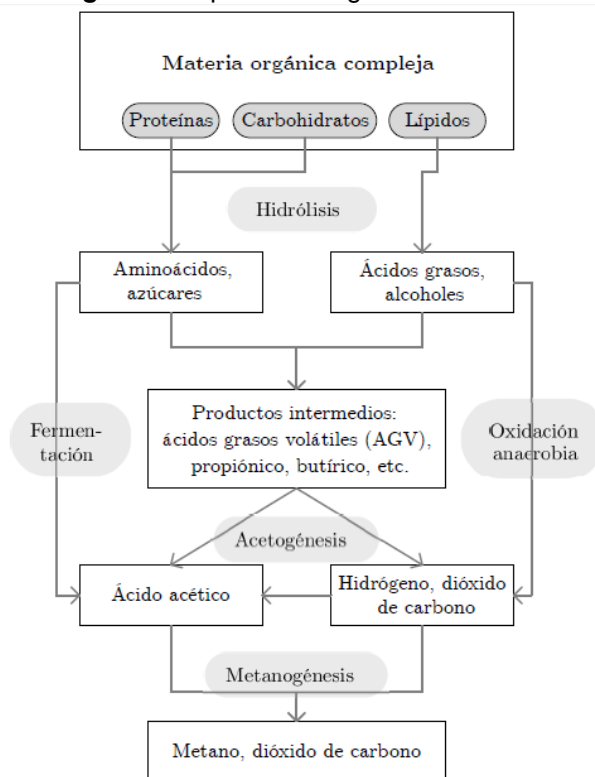 Materia orgánica compleja
Proteínas Carbohidratos Lípidos
Hidrólisis
Aminoácidos,
azúcares
Ácidos grasos,
alcoholes
Productos intermedios:
ácidos grasos volátiles (AGV),
propiónico, butírico, etc.
Fermen-
tación
Oxidación
anaerobia
Acetogénesis
Ácido acético
Hidrógeno, dióxido
de carbono
Metanogénesis
Metano, dióxido de carbono